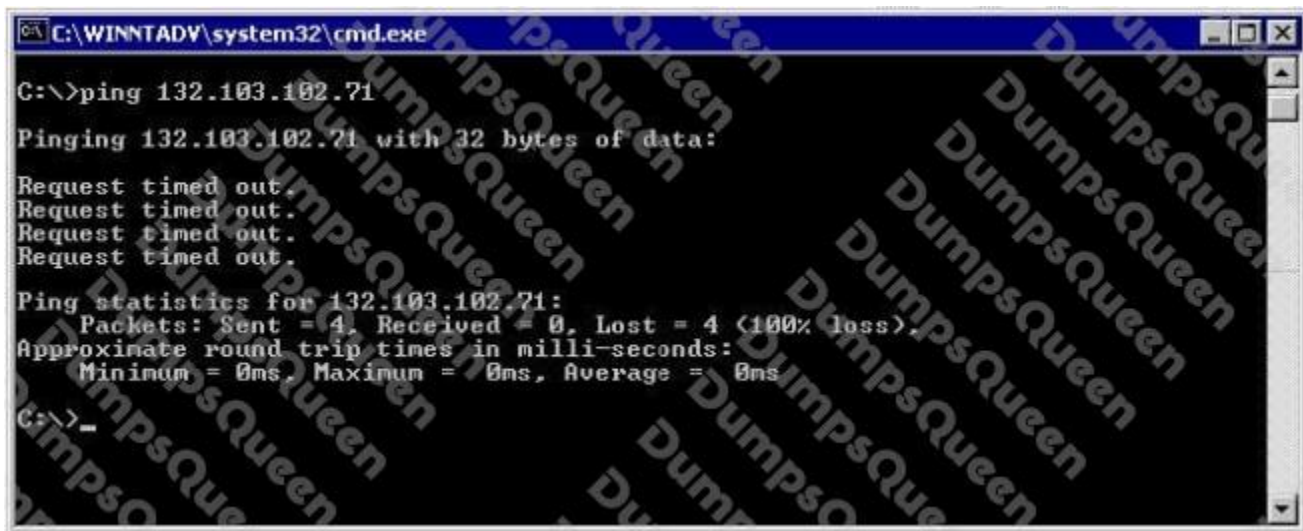 C:\WINNTADV\system32\cmd.exe
C:\>ping 132.103.102.71
Pinging 132.103.102.71 with 32 bytes of data:
Request timed out.
Request timed out.
Request timed out.
Request timed out.
Ping statistics for 132.103.102.71:
Packets: Sent = 4, Received = 0, Lost = 4 (100% loss),
Approximate round trip times in milli-seconds:
Minimum = 0ms, Maximum =  0ms, Average =  0ms
C:\>_
DumpsQueen